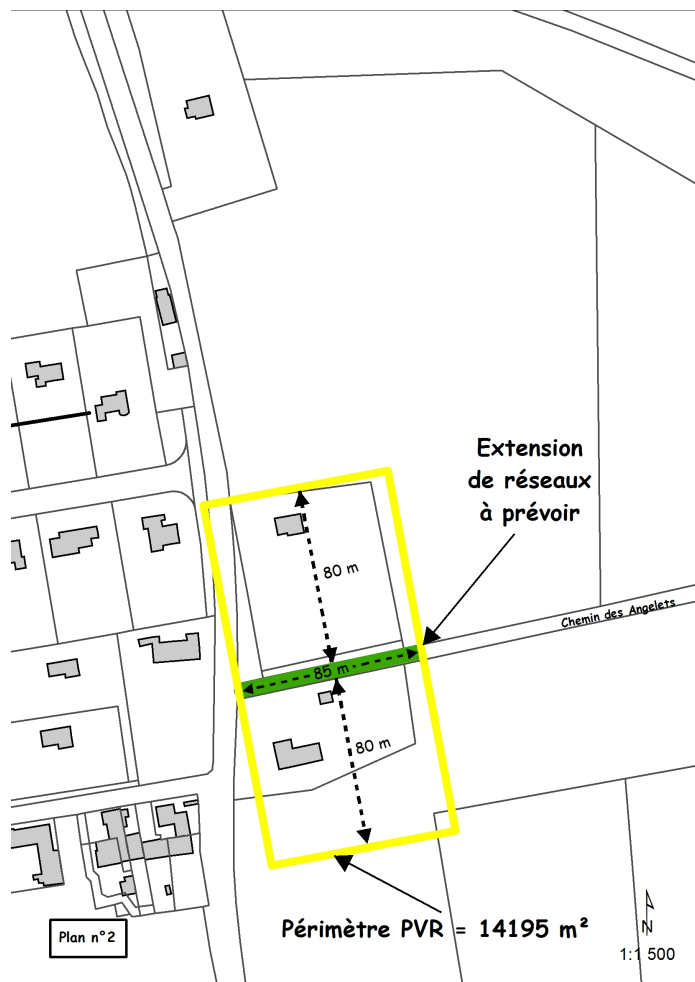 Extension
de réseaux
à prévoir
80 m
Chemin des Angelets
85 m
80 m
Périmètre PVR = 14195 m²
Plan n°2
N
1:1 500